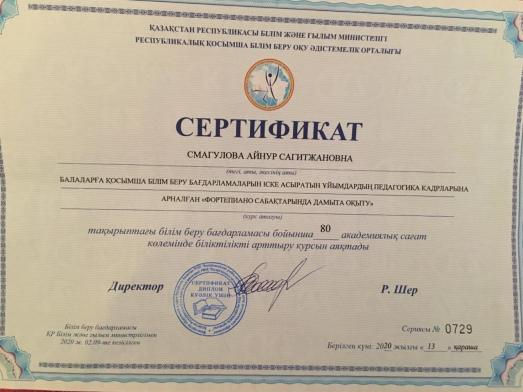 ҚАЗАҚСТАН РЕСПУБЛИКАСЫ БІЛІМ ЖӘНЕ ҒЫЛЫМ МИНИСТРЛІГІ
РЕСПУБЛИКАЛЫҚ ҚОСЫМША БІЛІМ БЕРУ ОҚУ ӘДІСТЕМЕЛІК ОРТАЛЫҒЫ
СЕРТИФИКАТ
СМАГУЛОВА АЙНУР САГИТЖАНОВНА
(тегі, аты, әкесінің аты)
БАЛАЛАРҒА ҚОСЫМША БІЛІМ БЕРУ БАҒДАРЛАМАЛАРЫН ІСКЕ АСЫРАТЫН ҰЙЫМДАРДЫҢ ПЕДАГОГИКА КАДРЛАРЫНА
АРНАЛҒАН «ФОРТЕПИАНО САБАҚТАРЫНДА ДАМЫТА ОҚЫТУ»
(курс атауы)
тақырыптағы білім беру бағдарламасы бойынша 80 академиялық сағат
көлемінде біліктілікті арттыру курсын аяқтады
Директор
СЕРТИФИКАТ
ДИПЛОМ
КУӘЛІК ҮШІН
Р. Шер
Білім беру бағдарламасы
ҚР Білім және ғылым министрлігімен
2020 ж. 02.09-не келісілген
Сериясы № 0729
Берілген күні: 2020 жылғы « 13 » қараша